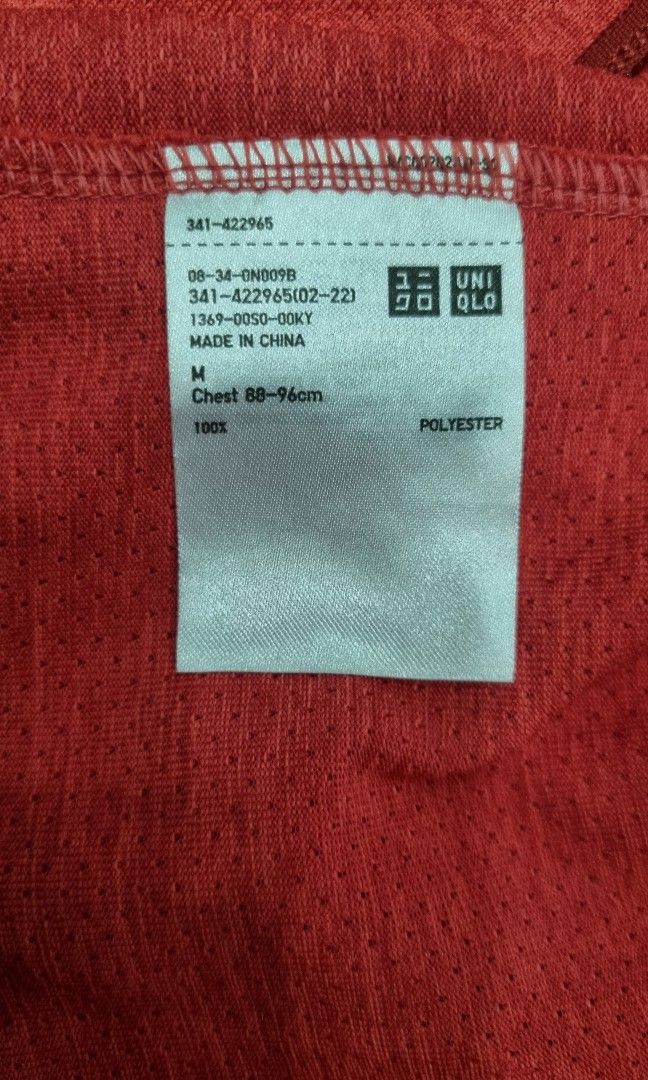 341-422965
08-34-0N009B
341-422965(02-22)
1369-00S0-00KY
MADE IN CHINA
ユニ
クロ
UNI
QLO
M
Chest 88-96cm
100% POLYESTER